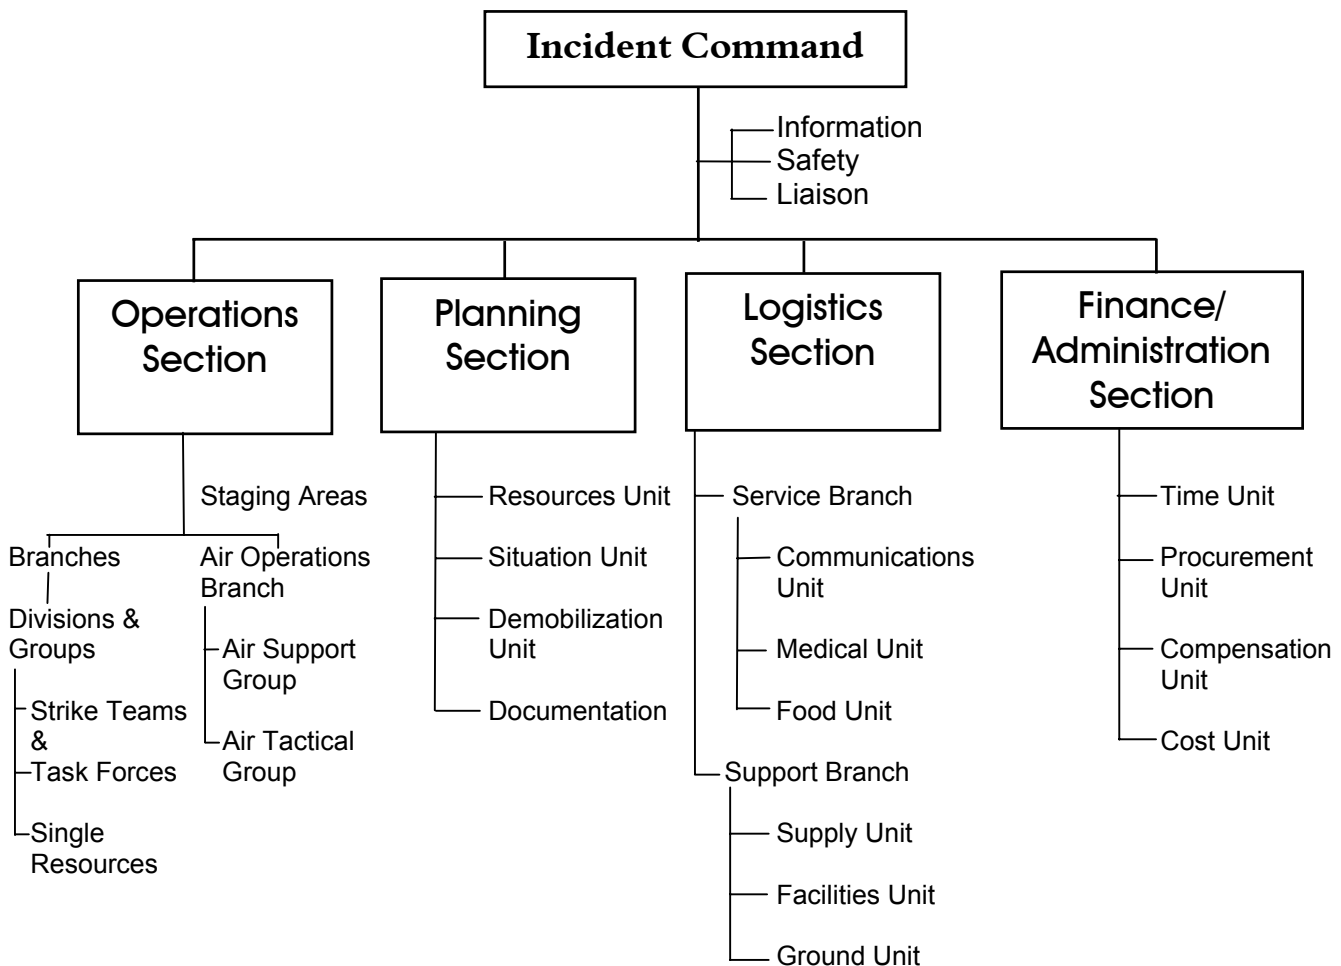 Incident Command
Information
Safety
Liaison
Operations
Section
Planning
Section
Logistics
Section
Finance/
Administration
Section
Staging Areas
Branches
Air Operations
Branch
Divisions &
Groups
Air Support
Group
Strike Teams
&
Task Forces
Air Tactical
Group
Single
Resources
Resources Unit
Situation Unit
Demobilization
Unit
Documentation
Service Branch
Communications
Unit
Medical Unit
Food Unit
Support Branch
Supply Unit
Facilities Unit
Ground Unit
Time Unit
Procurement
Unit
Compensation
Unit
Cost Unit